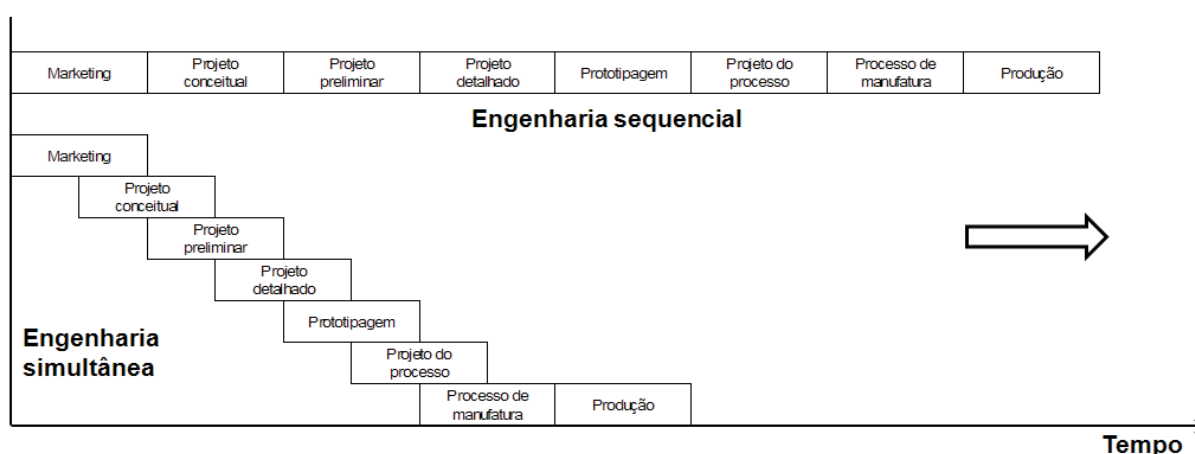 Marketing
Projeto
conceitual
Projeto
preliminar
Projeto
detalhado
Prototipagem
Projeto do
processo
Processo de
manufatura
Produção
Engenharia sequencial
Marketing
Projeto
conceitual
Projeto
preliminar
Projeto
detalhado
Prototipagem
Projeto do
processo
Processo de
manufatura
Produção
Engenharia
simultânea
Tempo